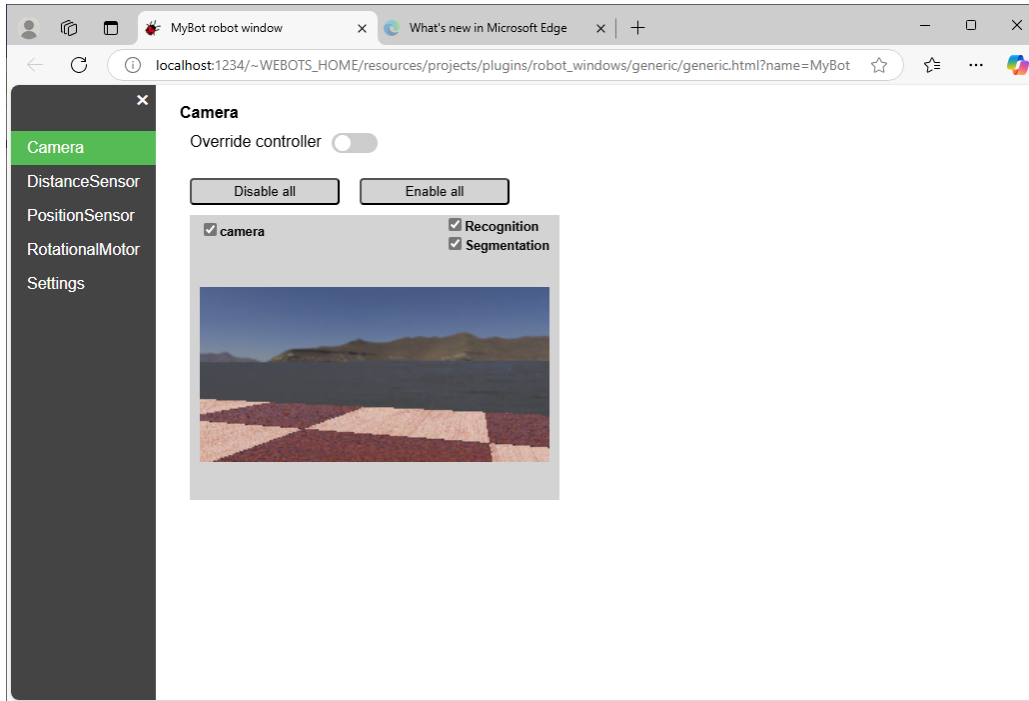 MyBot robot window
What's new in Microsoft Edge
localhost:1234/~WEBOTS_HOME/resources/projects/plugins/robot_windows/generic/generic.html?name=MyBot
Camera
DistanceSensor
PositionSensor
RotationalMotor
Settings
Camera
Override controller
Disable all Enable all
camera
Recognition
Segmentation